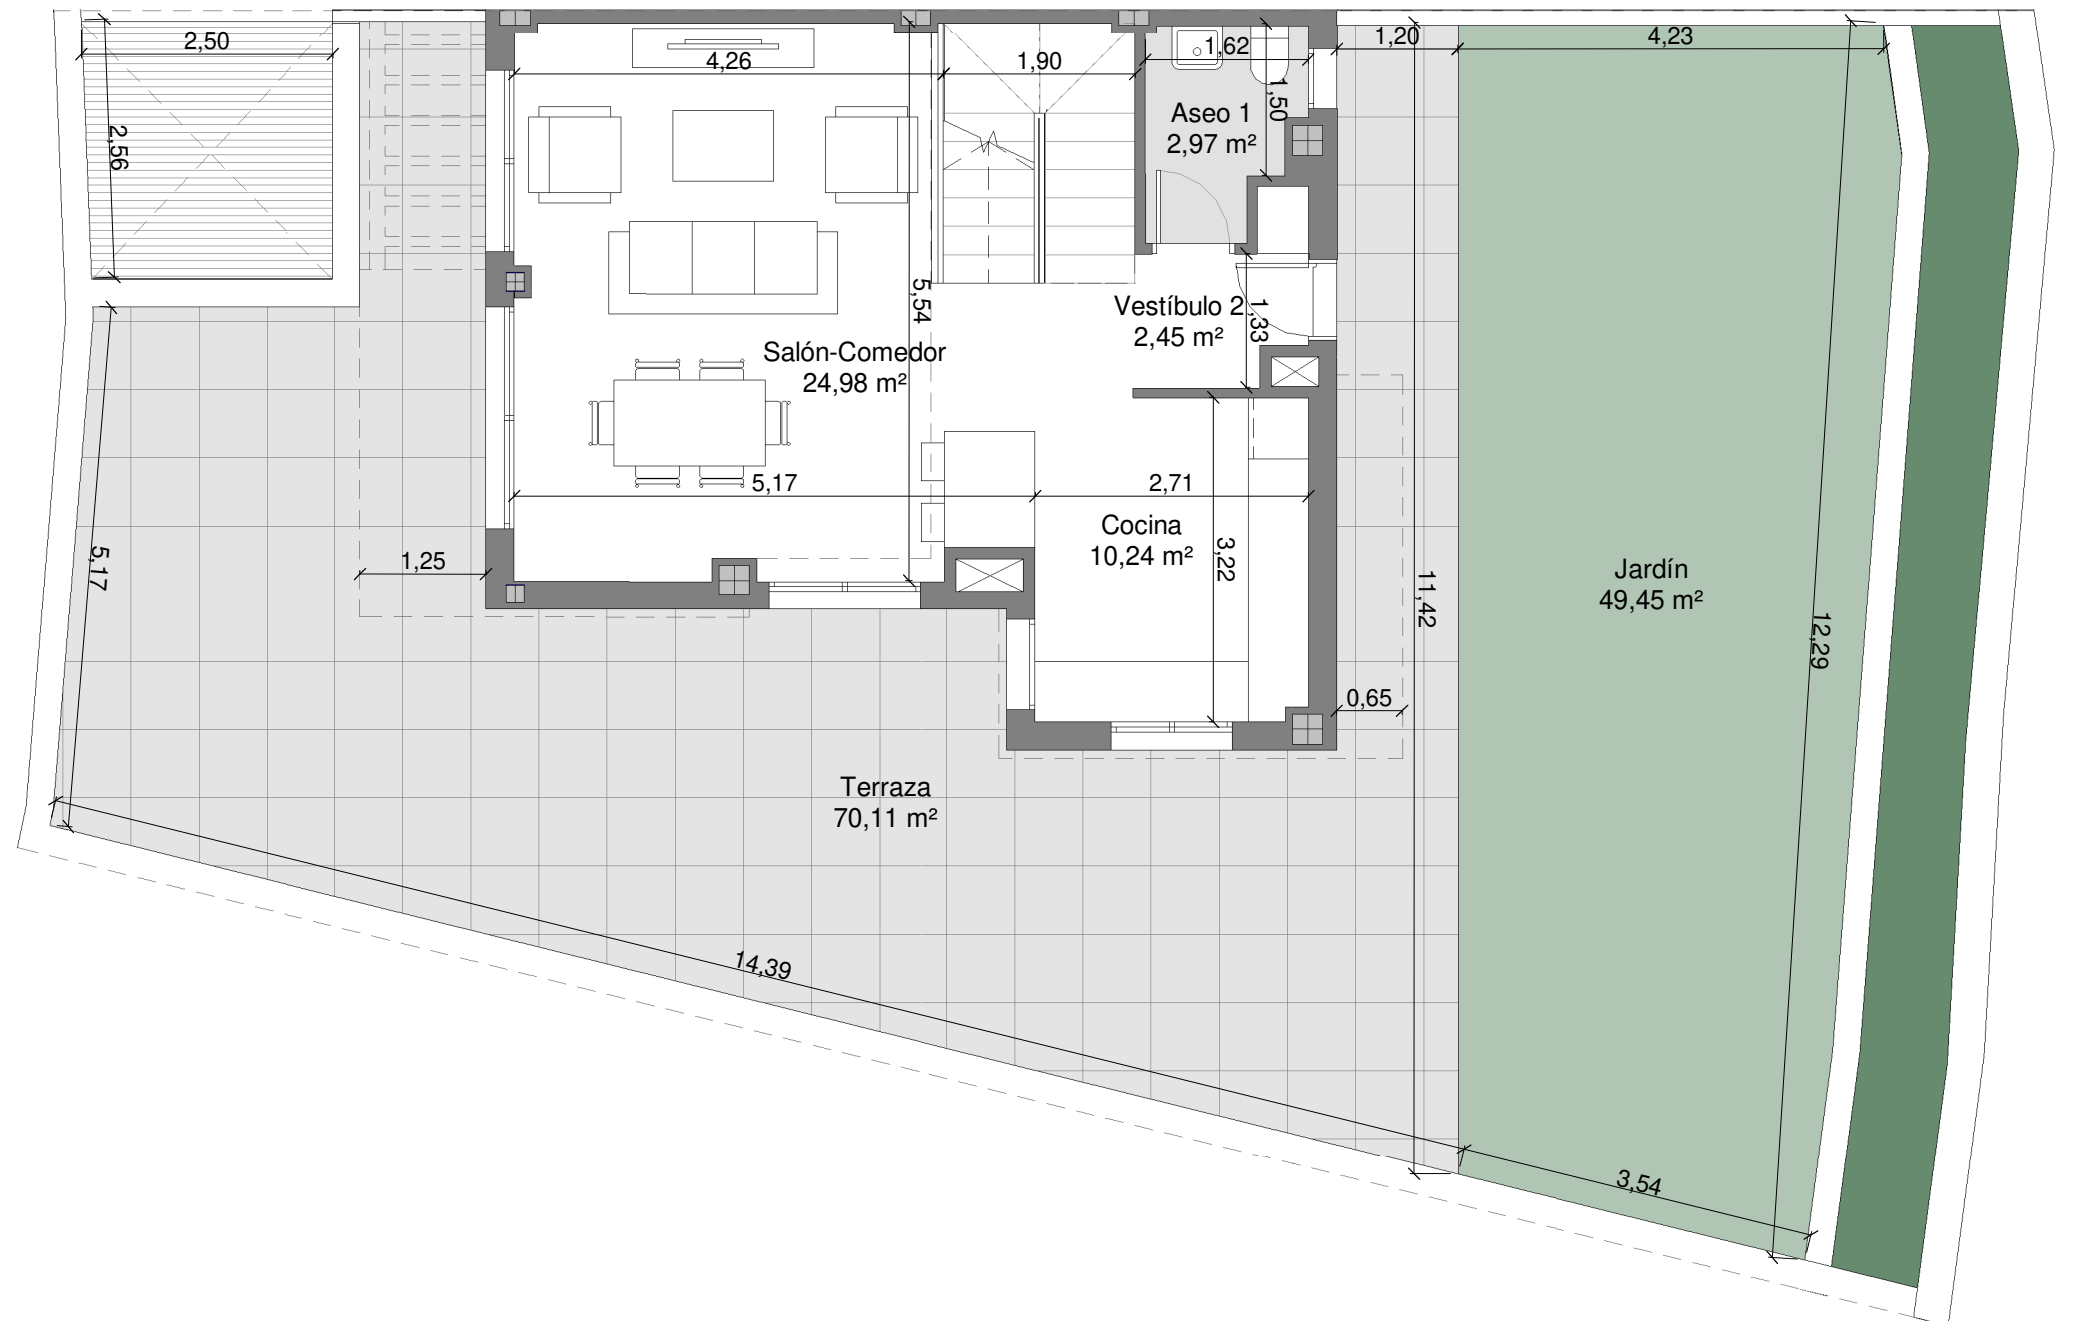 2,50
4,26
1,90
1,62
1,20
4,23
2,56
1,50
Aseo 1
2,97 m²
5,54
Vestíbulo 2
2,45 m²
1,33
Salón-Comedor
24,98 m²
5,17
2,71
Cocina
10,24 m²
3,22
5,17
1,25
11,42
Jardín
49,45 m²
12,29
0,65
Terraza
70,11 m²
14,39
3,54